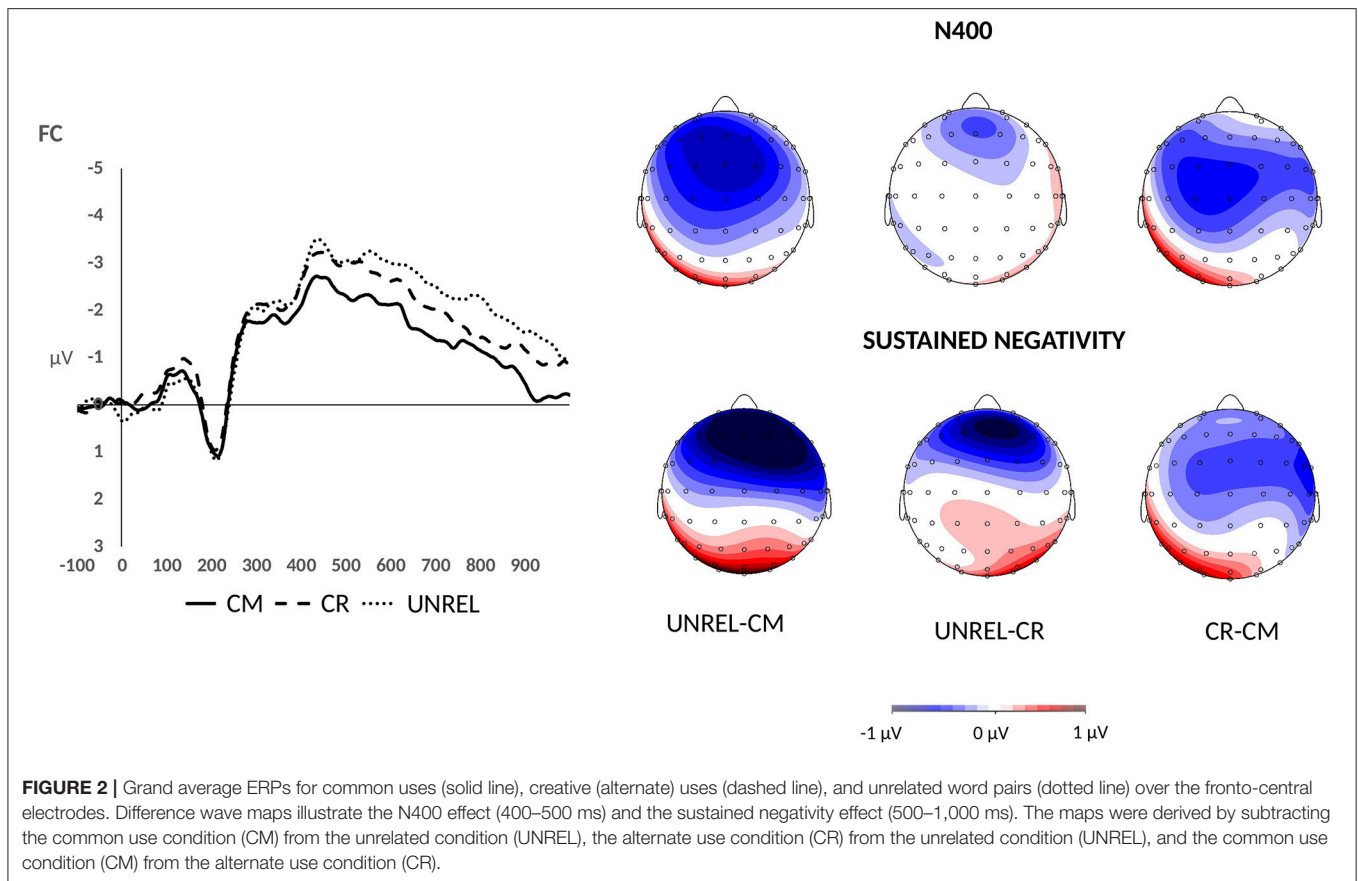 N400
FC
-5
-4
-3
-2
µV -1
0
1
2
3
-100 0 100 200 300 400 500 600 700 800 900
CM CR UNREL
SUSTAINED NEGATIVITY
UNREL-CM UNREL-CR CR-CM
-1 µV 0 µV 1 µV
FIGURE 2 | Grand average ERPs for common uses (solid line), creative (alternate) uses (dashed line), and unrelated word pairs (dotted line) over the fronto-central
electrodes. Difference wave maps illustrate the N400 effect (400–500 ms) and the sustained negativity effect (500–1,000 ms). The maps were derived by subtracting
the common use condition (CM) from the unrelated condition (UNREL), the alternate use condition (CR) from the unrelated condition (UNREL), and the common use
condition (CM) from the alternate use condition (CR).